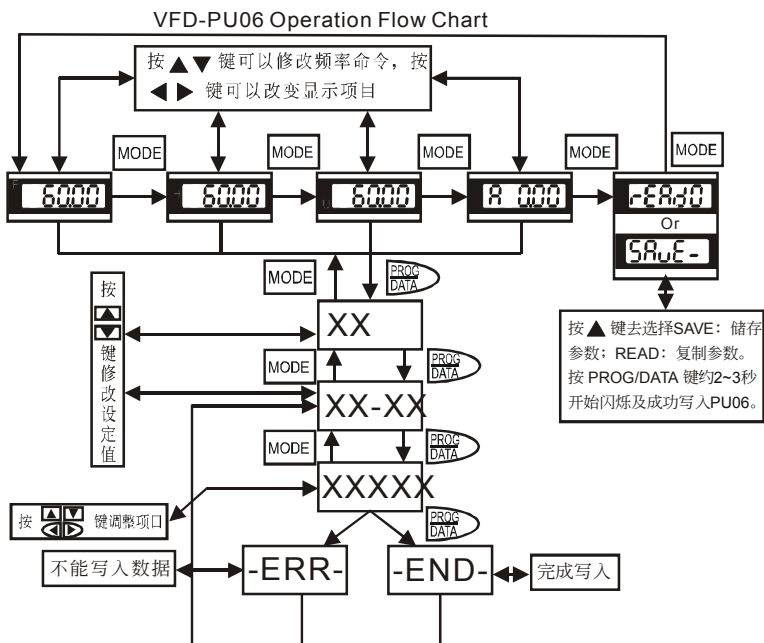 VFD-PU06 Operation Flow Chart
按▲▼键可以修改频率命令，按
◀ ▶ 键可以改变显示项目
MODE
MODE
MODE
MODE
MODE
F 60.00
60.00
60.00
A 0.00
rEAd0
Or
SAvE-
MODE
PROG
DATA
按
▲
▼
键
修
改
设
定
值
XX
MODE
PROG
DATA
XX-XX
MODE
PROG
DATA
XXXXX
按 ▲▼◀▶ 键调整项目
PROG
DATA
按▲键去选择SAVE：储存
参数；READ：复制参数。
按 PROG/DATA 键约2~3秒
开始闪烁及成功写入PU06。
不能写入数据
-ERR-
-END-
完成写入